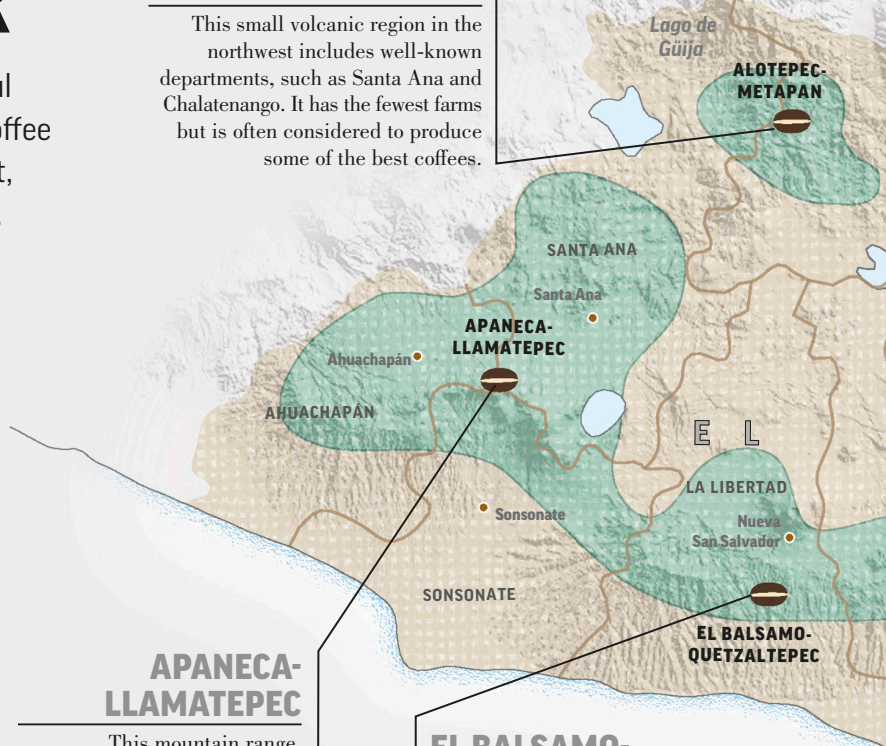 This small volcanic region in the
northwest includes well-known
departments, such as Santa Ana and
Chalatenango. It has the fewest farms
but is often considered to produce
some of the best coffees.
Lago de
Güija
ALOTEPEC-
METAPÁN
SANTA ANA
Santa Ana
APANECA-
LLAMATEPEC
Ahuachapán
AHUACHAPÁN
E L
LA LIBERTAD
Nueva
San Salvador
Sonsonate
SONSONATE
EL BALSAMO-
QUETZALTEPEC
APANECA-
LLAMATEPEC
This mountain range
EL BALSAMO-